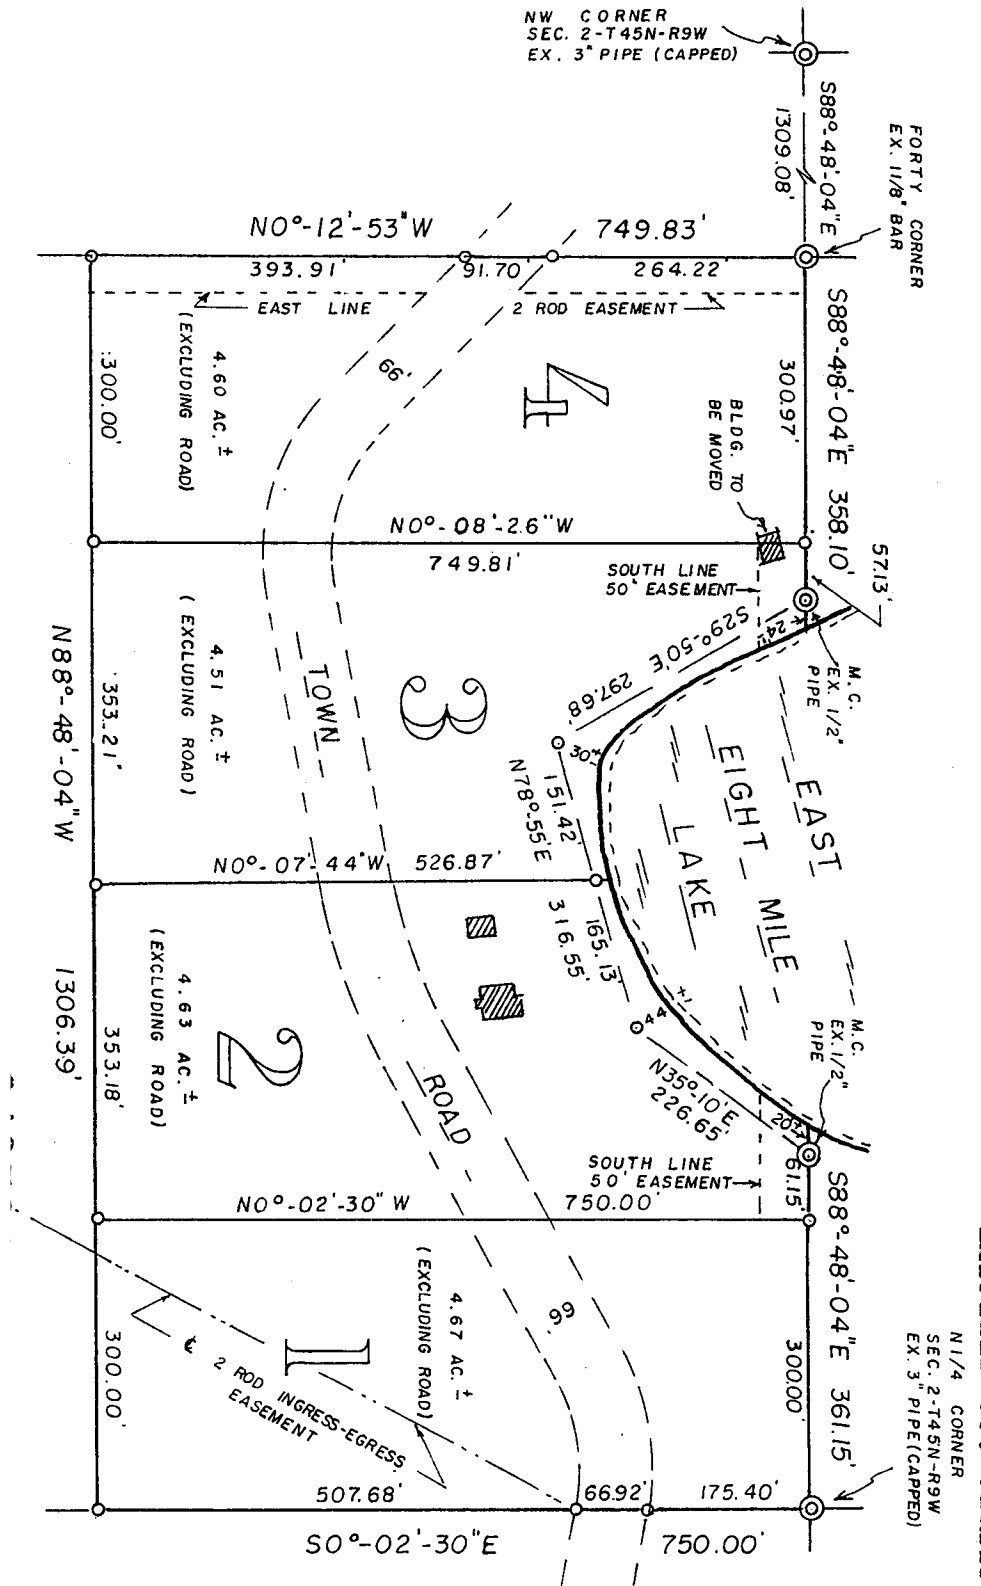 NW CORNER
SEC. 2-T45N-R9W
EX. 3" PIPE (CAPPED)
S88°-48'-04"E
1309.08'
FORTY CORNER
EX. 1 1/8" BAR
N0°-12'-53"W
749.83'
393.91'
91.70'
264.22'
EAST LINE
2 ROD EASEMENT
S88°-48'-04"E 358.10'
300.97'
57.13'
4.60 AC. ±
(EXCLUDING ROAD)
300.00'
66'
4
BLDG. TO
BE MOVED
N0°-08'-26"W
749.81'
SOUTH LINE
50' EASEMENT
S29°-50'E
297.68'
24'±
M.C.
EX. 1/2"
PIPE
4.51 AC. ±
(EXCLUDING ROAD)
353.21'
3
TOWN
30'±
151.42'
N78°-55'E
EAST
EIGHT MILE
LAKE
N88°-48'-04"W 1306.39'
N0°-07'-44"W 526.87'
165.13'
316.55'
4.63 AC. ±
(EXCLUDING ROAD)
353.18'
2
ROAD
44'±
N35°-10'E
226.65'
20'±
M.C.
EX. 1/2"
PIPE
61.15'
SOUTH LINE
50' EASEMENT
N0°-02'-30" W
750.00'
S88°-48'-04"E 361.15'
300.00'
4.67 AC. ±
(EXCLUDING ROAD)
66'
1
300.00'
℄ 2 ROD INGRESS-EGRESS
EASEMENT
N1/4 CORNER
SEC. 2-T45N-R9W
EX. 3" PIPE (CAPPED)
507.68'
66.92'
175.40'
S0°-02'-30"E
750.00'